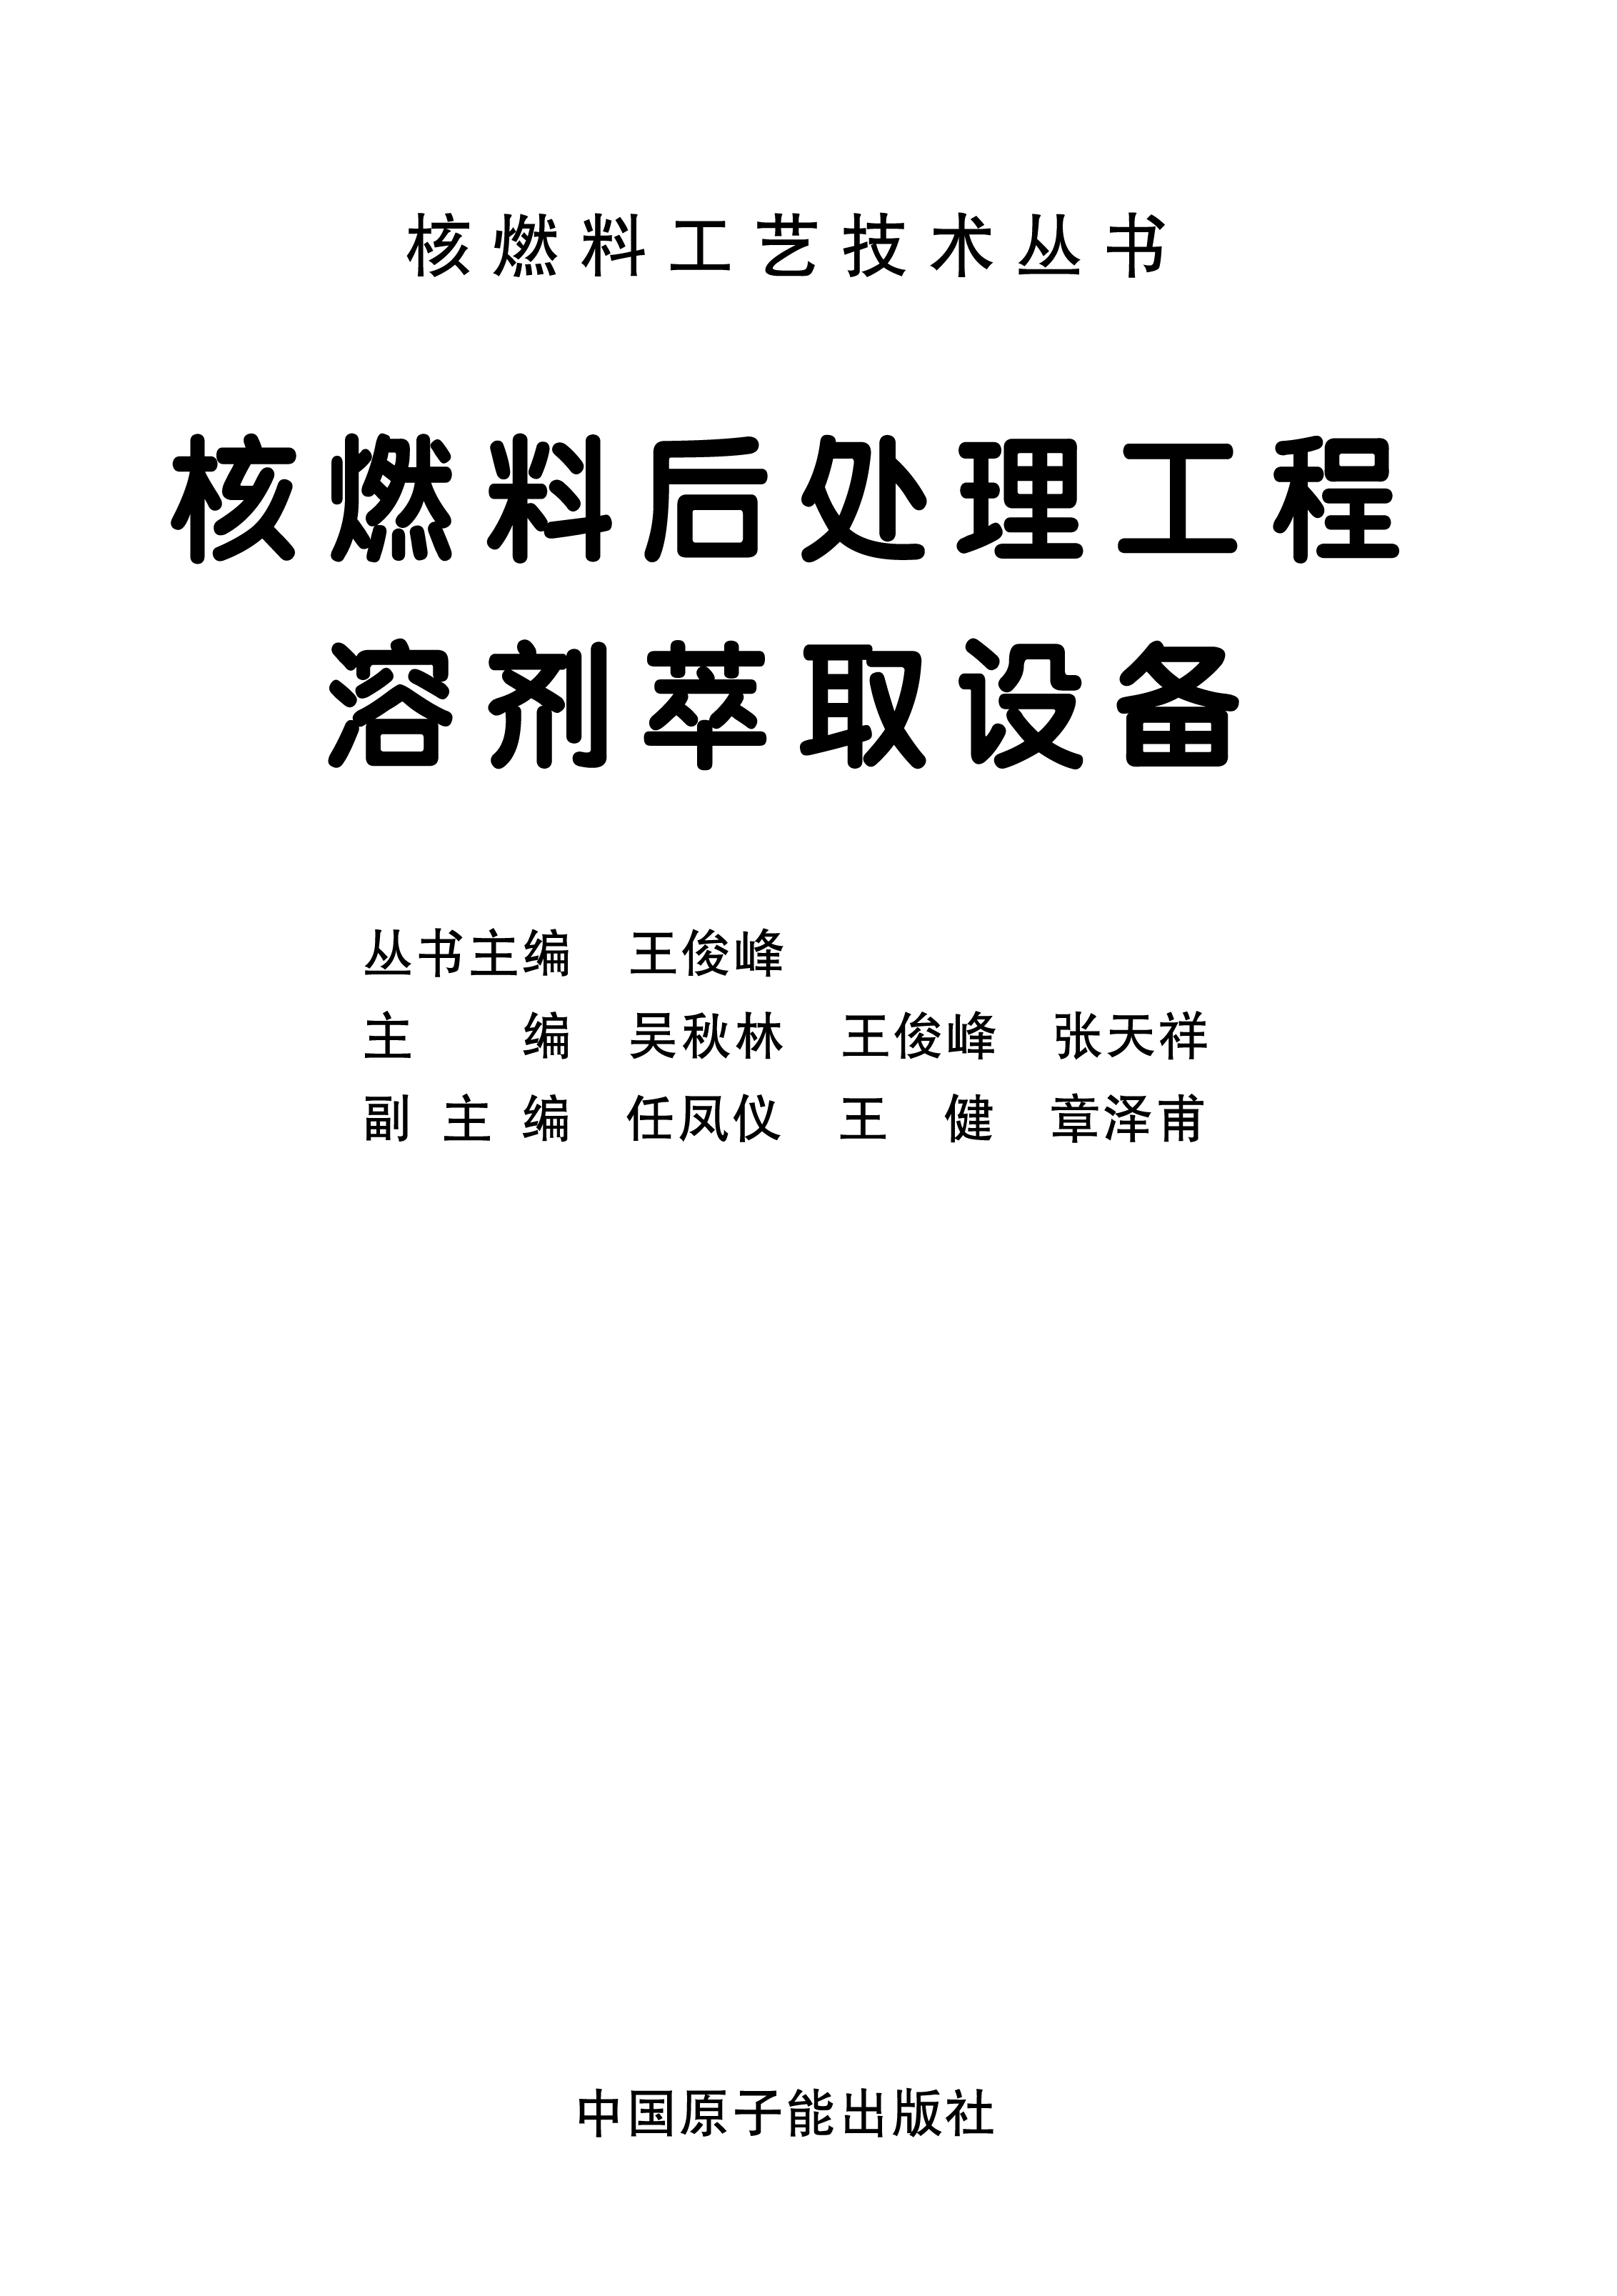 核燃料工艺技术丛书
核燃料后处理工程
溶剂萃取设备
丛书主编 王俊峰
主 编 吴秋林 王俊峰 张天祥
副 主 编 任凤仪 王 健 章泽甫
中国原子能出版社